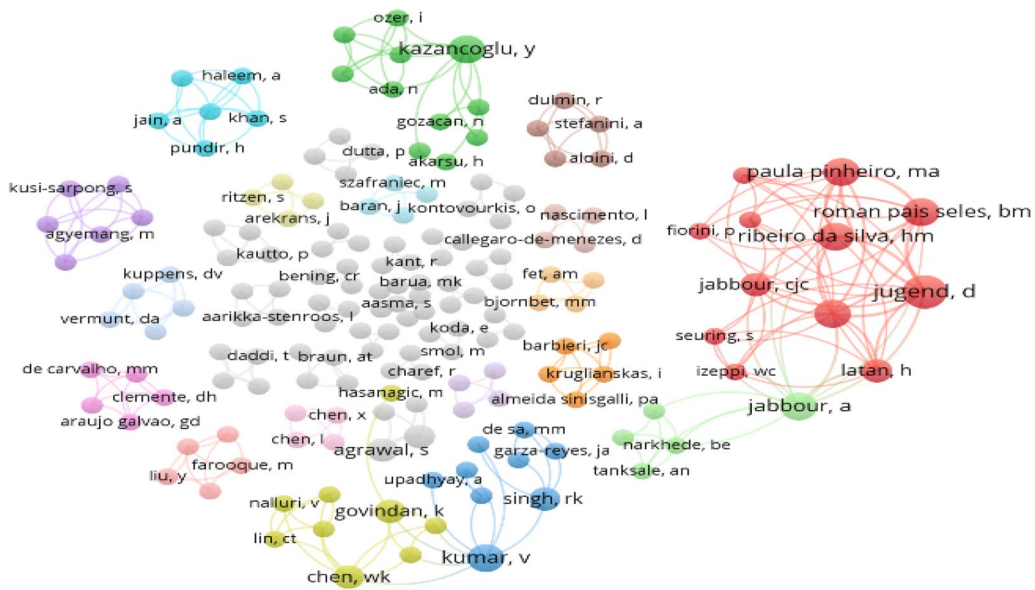 ozer, i
kazancoglu, y
haleem, a
ada, n
dulmin, r
jain, a
khan, s
gozacan, n
stefanini, a
pundir, h
dutta, p
akarsu, h
aloini, d
paula pinheiro, ma
kusi-sarpong, s
ritzen, s
szafraniec, m
baran, j
kontovourkis, o
nascimento, l
roman pais seles, bm
arekrans, j
agyemang, m
callegaro-de-menezes, d
fiorini, p
ribeiro da silva, hm
kautto, p
kant, r
kuppens, dv
bening, cr
barua, mk
fet, am
jabbour, cjc
jugend, d
aasma, s
bjornbet, mm
vermunt, da
aarikka-stenroos, l
koda, e
seuring, s
daddi, t
braun, at
smol, m
barbieri, jc
de carvalho, mm
charef, r
kruglianskas, i
izeppi, wc
latan, h
clemente, dh
hasanagic, m
almeida sinisgalli, pa
jabbour, a
araujo galvao, gd
chen, x
chen, l
agrawal, s
de sa, mm
garza-reyes, ja
narkhede, be
farooque, m
liu, y
upadhyay, a
tanksale, an
nalluri, v
govindan, k
singh, rk
lin, ct
kumar, v
chen, wk